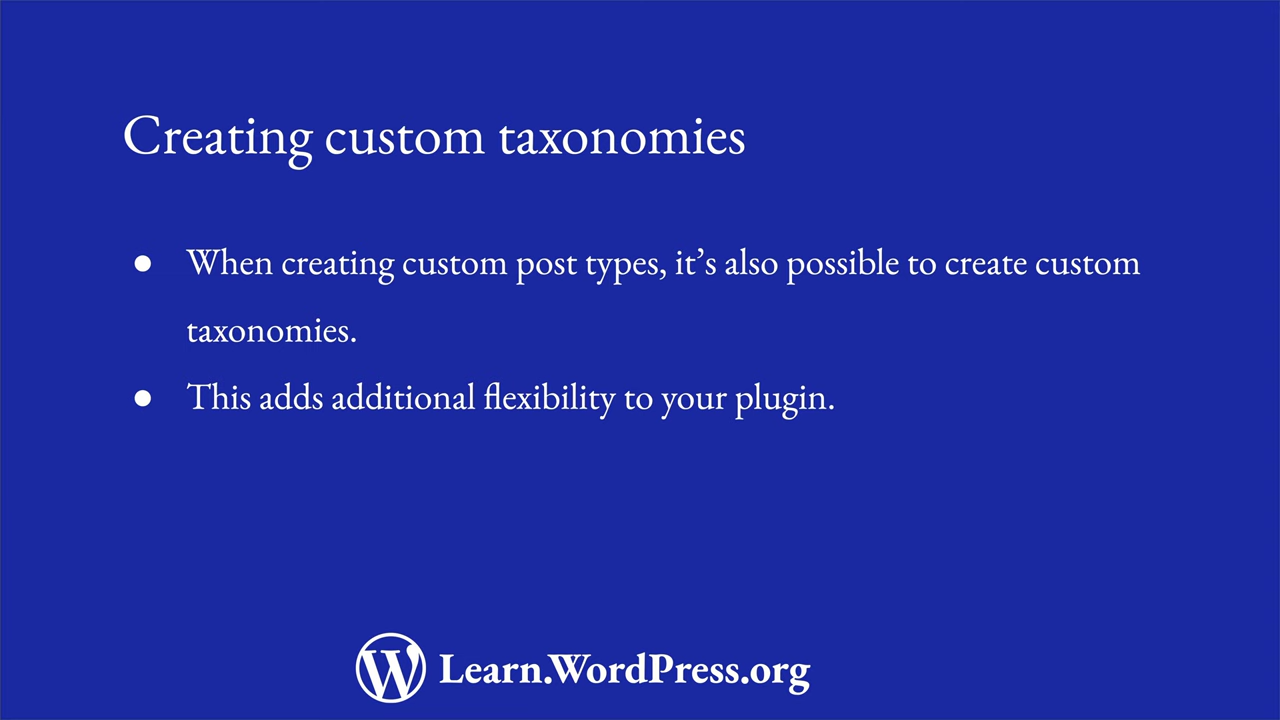 Creating custom taxonomies
● When creating custom post types, it’s also possible to create custom
taxonomies.
● This adds additional flexibility to your plugin.
Learn.WordPress.org